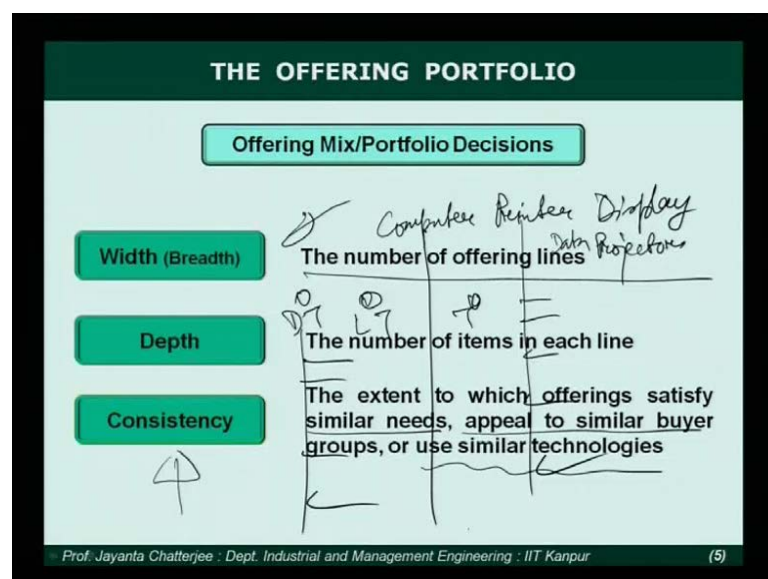 THE OFFERING PORTFOLIO
Offering Mix/Portfolio Decisions
Computer Printer Display
Data Projectors
Width (Breadth) The number of offering lines
D7 L7
Depth The number of items in each line
Consistency The extent to which offerings satisfy
similar needs, appeal to similar buyer
groups, or use similar technologies
Prof. Jayanta Chatterjee : Dept. Industrial and Management Engineering : IIT Kanpur (5)